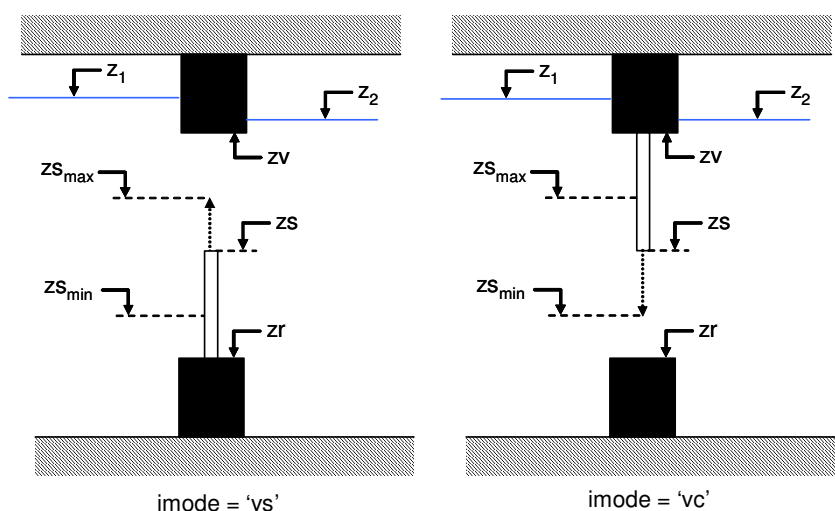 z1
z2
zv
zsmax
zs
zsmin
zr
imode = ‘vs’
z1
z2
zv
zsmax
zs
zsmin
zr
imode = ‘vc’